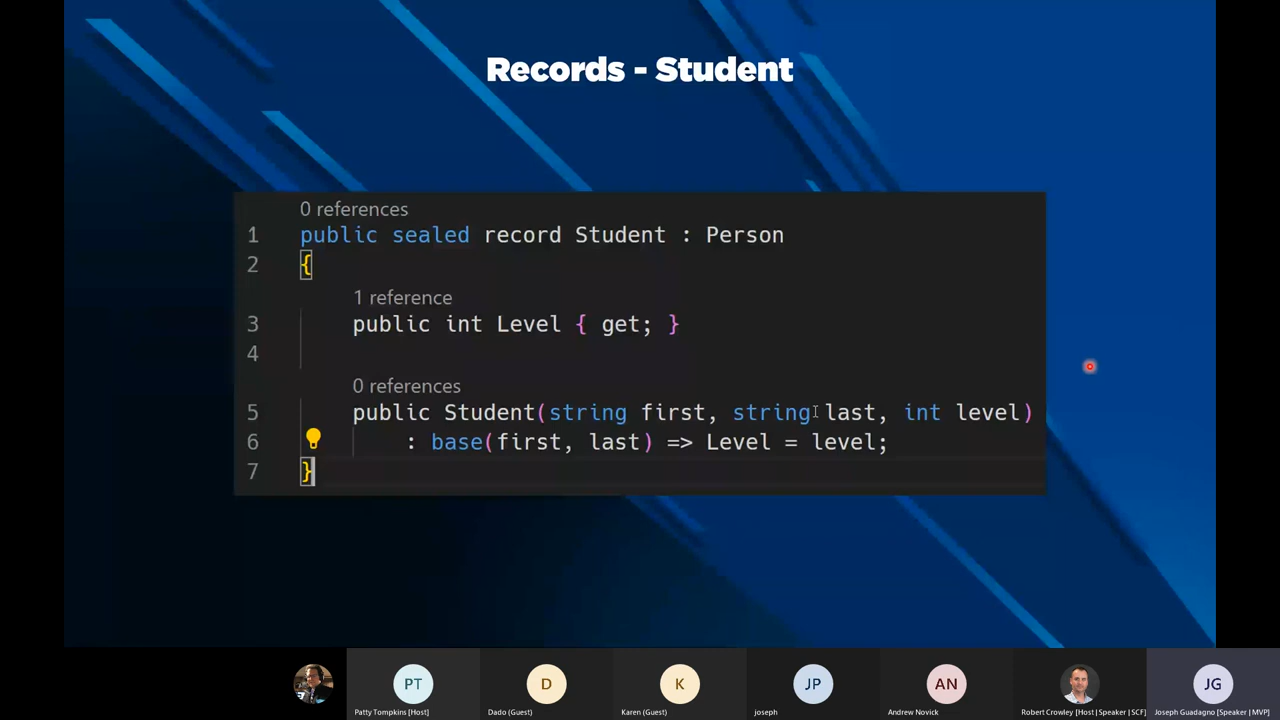 Records - Student
0 references
1 public sealed record Student : Person
2 {
1 reference
3 public int Level { get; }
4
0 references
5 public Student(string first, string last, int level)
6 : base(first, last) => Level = level;
7 }
PT
D
K
JP
AN
JG
Patty Tompkins [Host]
Dado (Guest)
Karen (Guest)
joseph
Andrew Novick
Robert Crowley [Host | Speaker | SCF]
Joseph Guadagno [Speaker | MVP]